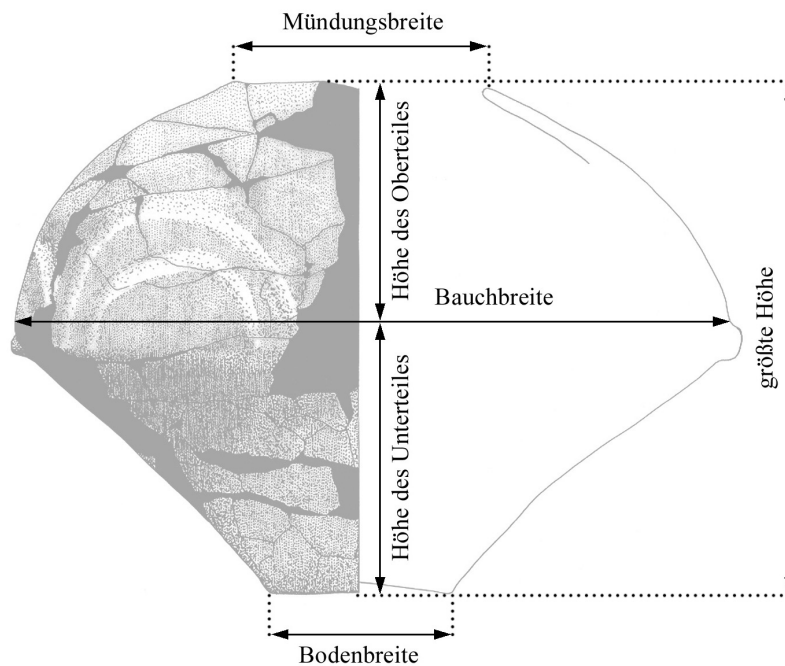 Mündungsbreite
Höhe des Oberteiles
Bauchbreite
größte Höhe
Höhe des Unterteiles
Bodenbreite